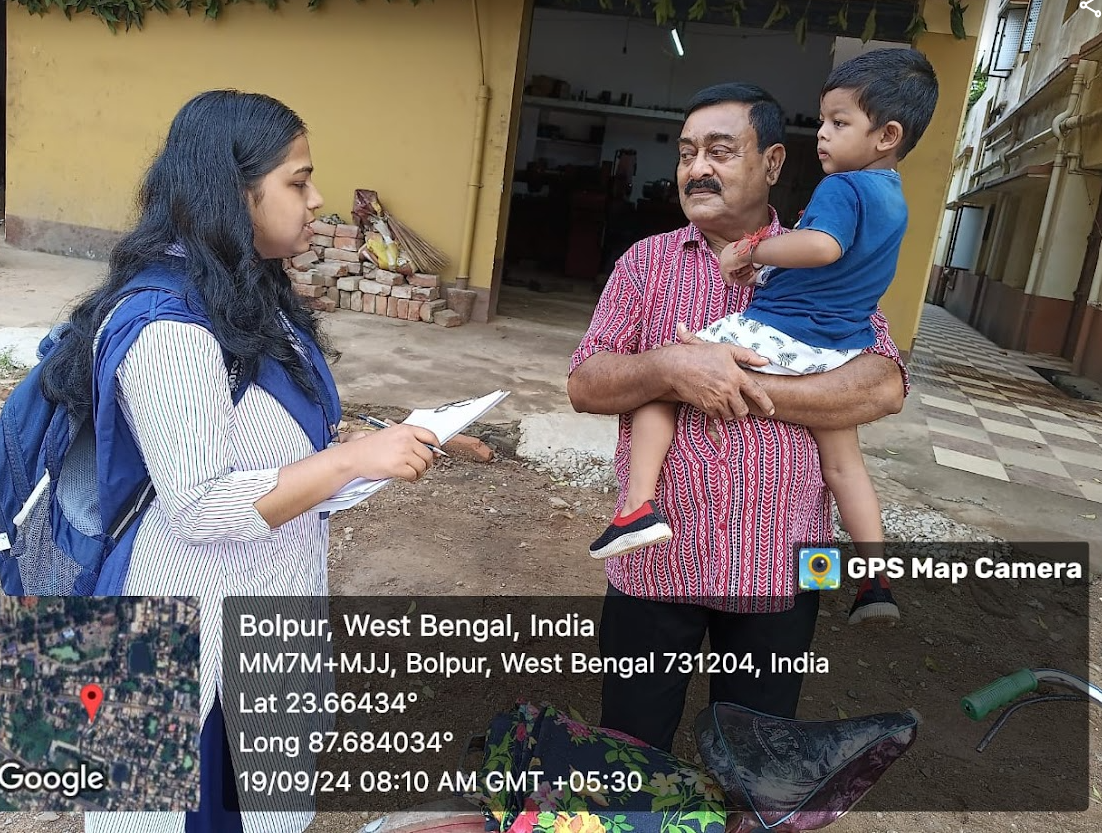 GPS Map Camera
Bolpur, West Bengal, India
MM7M+MJJ, Bolpur, West Bengal 731204, India
Lat 23.66434°
Long 87.684034°
19/09/24 08:10 AM GMT +05:30
Google